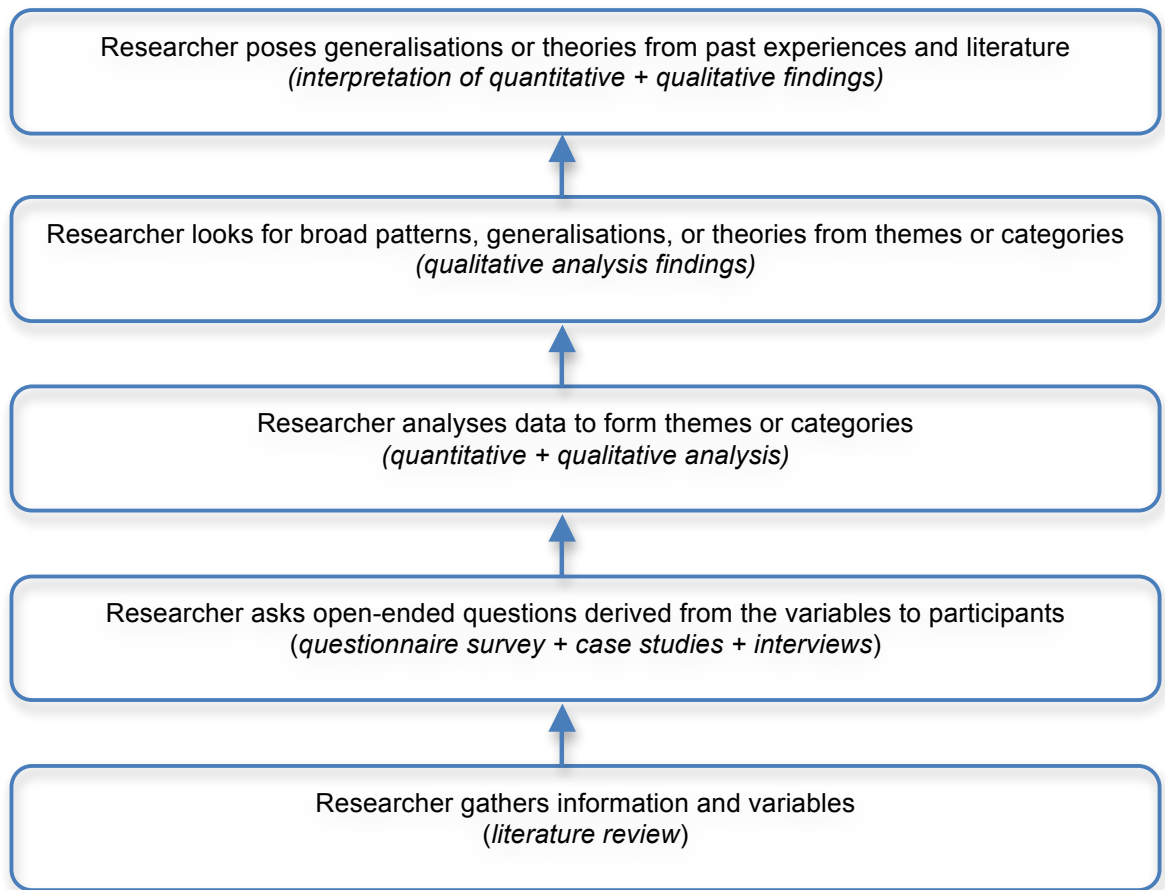 Researcher poses generalisations or theories from past experiences and literature
(interpretation of quantitative + qualitative findings)
Researcher looks for broad patterns, generalisations, or theories from themes or categories
(qualitative analysis findings)
Researcher analyses data to form themes or categories
(quantitative + qualitative analysis)
Researcher asks open-ended questions derived from the variables to participants
(questionnaire survey + case studies + interviews)
Researcher gathers information and variables
(literature review)